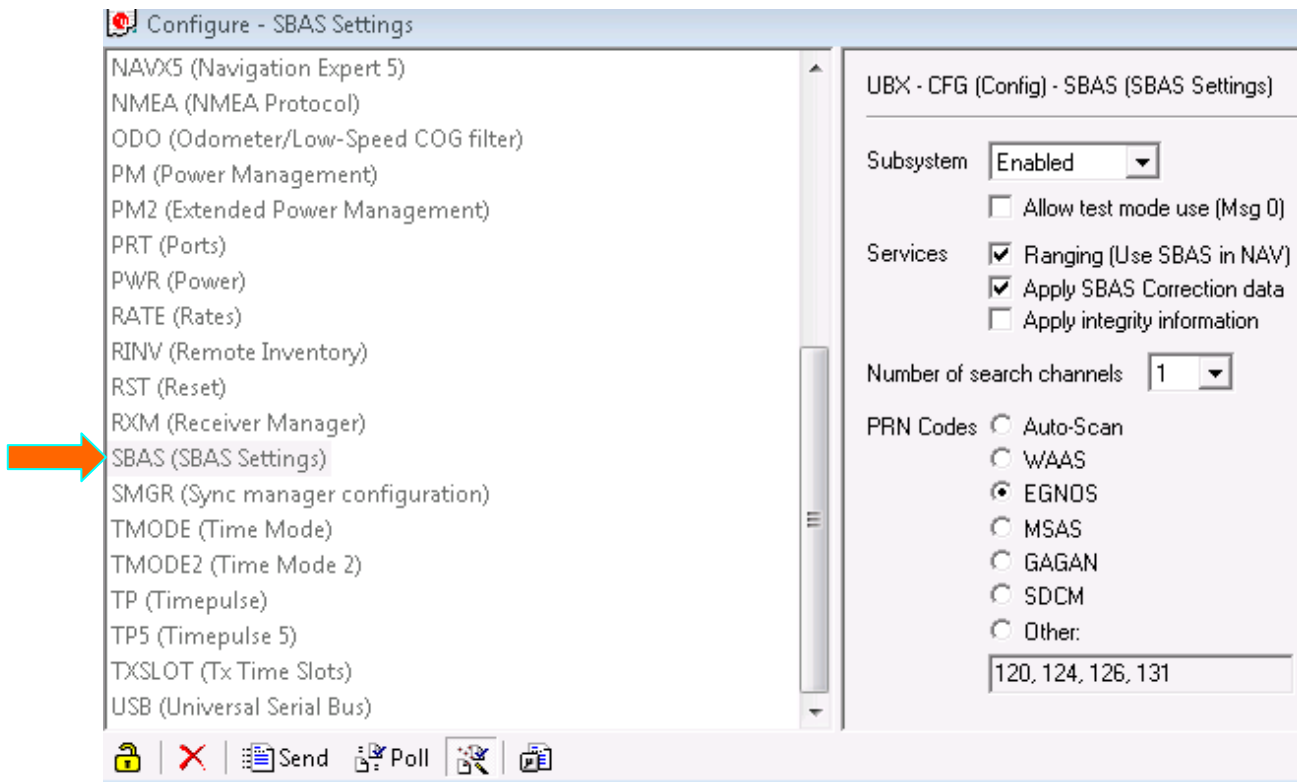 Configure - SBAS Settings
NAVX5 (Navigation Expert 5)
NMEA (NMEA Protocol)
ODO (Odometer/Low-Speed COG filter)
PM (Power Management)
PM2 (Extended Power Management)
PRT (Ports)
PWR (Power)
RATE (Rates)
RINV (Remote Inventory)
RST (Reset)
RXM (Receiver Manager)
SBAS (SBAS Settings)
SMGR (Sync manager configuration)
TMODE (Time Mode)
TMODE2 (Time Mode 2)
TP (Timepulse)
TP5 (Timepulse 5)
TXSLOT (Tx Time Slots)
USB (Universal Serial Bus)
UBX - CFG (Config) - SBAS (SBAS Settings)
Subsystem Enabled
Allow test mode use (Msg 0)
Services Ranging (Use SBAS in NAV)
Apply SBAS Correction data
Apply integrity information
Number of search channels 1
PRN Codes Auto-Scan
WAAS
EGNOS
MSAS
GAGAN
SDCM
Other:
120, 124, 126, 131
Send Poll